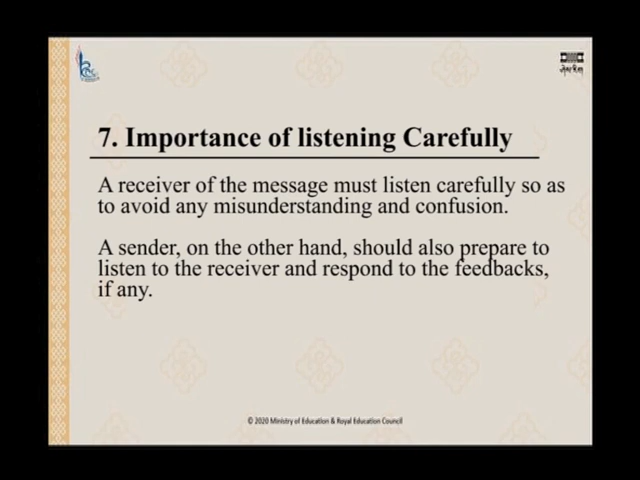 7. Importance of listening Carefully
A receiver of the message must listen carefully so as
to avoid any misunderstanding and confusion.
A sender, on the other hand, should also prepare to
listen to the receiver and respond to the feedbacks,
if any.
© 2020 Ministry of Education & Royal Education Council